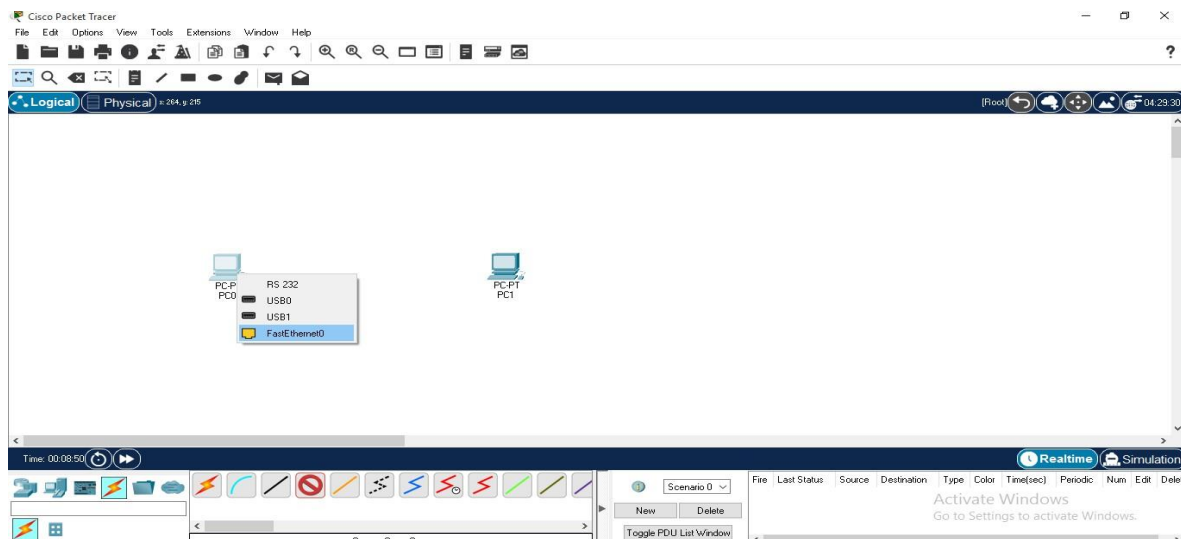 Cisco Packet Tracer
File Edit Options View Tools Extensions Window Help
?
Logical Physical x: 264, y: 215 [Root] 04:29:30
PC-P
PC0
RS 232
USB0
USB1
FastEthernet0
PC-PT
PC1
Time: 00:08:50 Realtime Simulation
Scenario 0
New Delete
Toggle PDU List Window
Fire Last Status Source Destination Type Color Time(sec) Periodic Num Edit Dele
Activate Windows
Go to Settings to activate Windows.